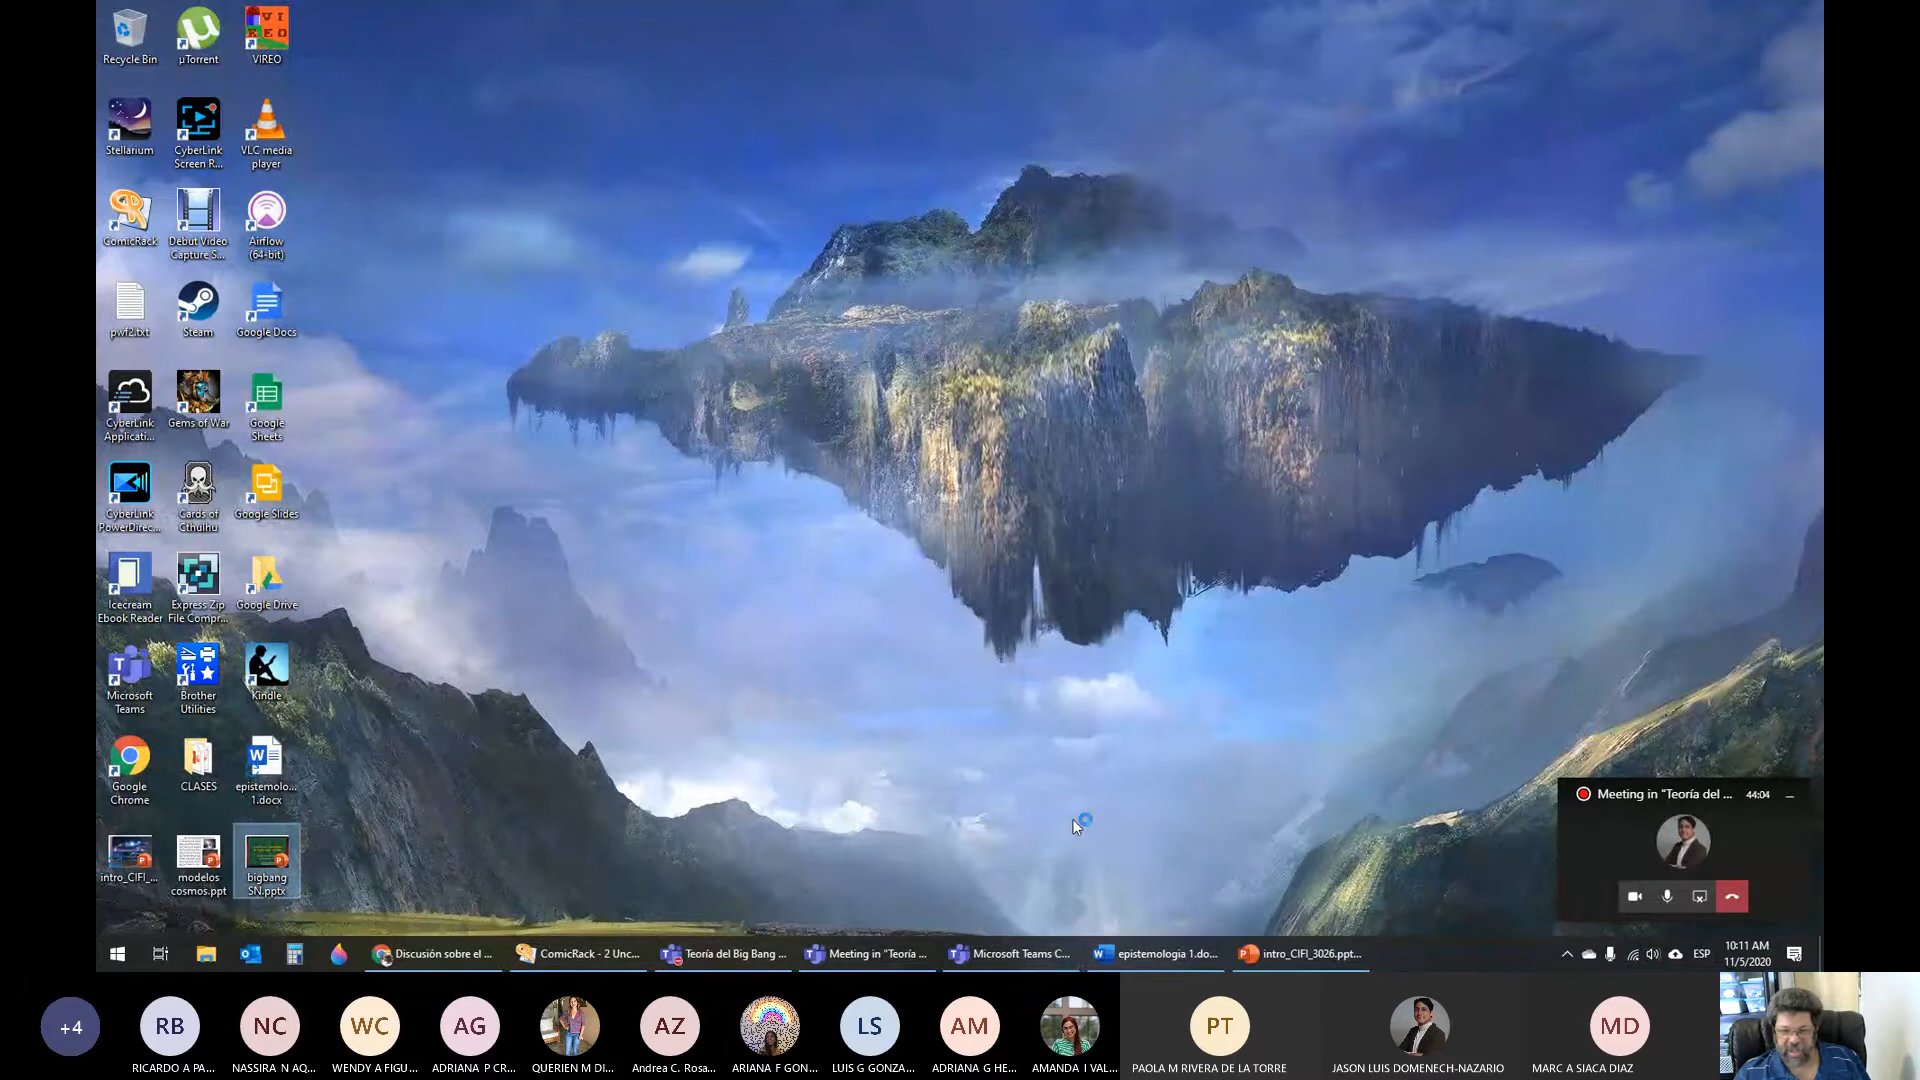 Recycle Bin
µTorrent
VIREO
Stellarium
CyberLink
Screen R...
VLC media
player
ComicRack
Debut Video
Capture S...
Airflow
(64-bit)
pwf2.txt
Steam
Google Docs
CyberLink
Applicati...
Gems of War
Google
Sheets
CyberLink
PowerDirec...
Cards of
Cthulhu
Google Slides
Icecream
Ebook Reader
Express Zip
File Compr...
Google Drive
Microsoft
Teams
Brother
Utilities
Kindle
Google
Chrome
CLASES
epistemolo...
1.docx
intro_CIFI_...
modelos
cosmos.ppt
bigbang
SN.pptx
Meeting in "Teoría del ...
44:04
Discusión sobre el ...
ComicRack - 2 Unc...
Teoría del Big Bang ...
Meeting in "Teoría ...
Microsoft Teams C...
epistemologia 1.do...
intro_CIFI_3026.ppt...
ESP
10:11 AM
11/5/2020
+4
RB
NC
WC
AG
AZ
LS
AM
PT
MD
RICARDO A PA...
NASSIRA N AQ...
WENDY A FIGU...
ADRIANA P CR...
QUERIEN M DI...
Andrea C. Rosa...
ARIANA F GON...
LUIS G GONZA...
ADRIANA G HE...
AMANDA I VAL...
PAOLA M RIVERA DE LA TORRE
JASON LUIS DOMENECH-NAZARIO
MARC A SIACA DIAZ